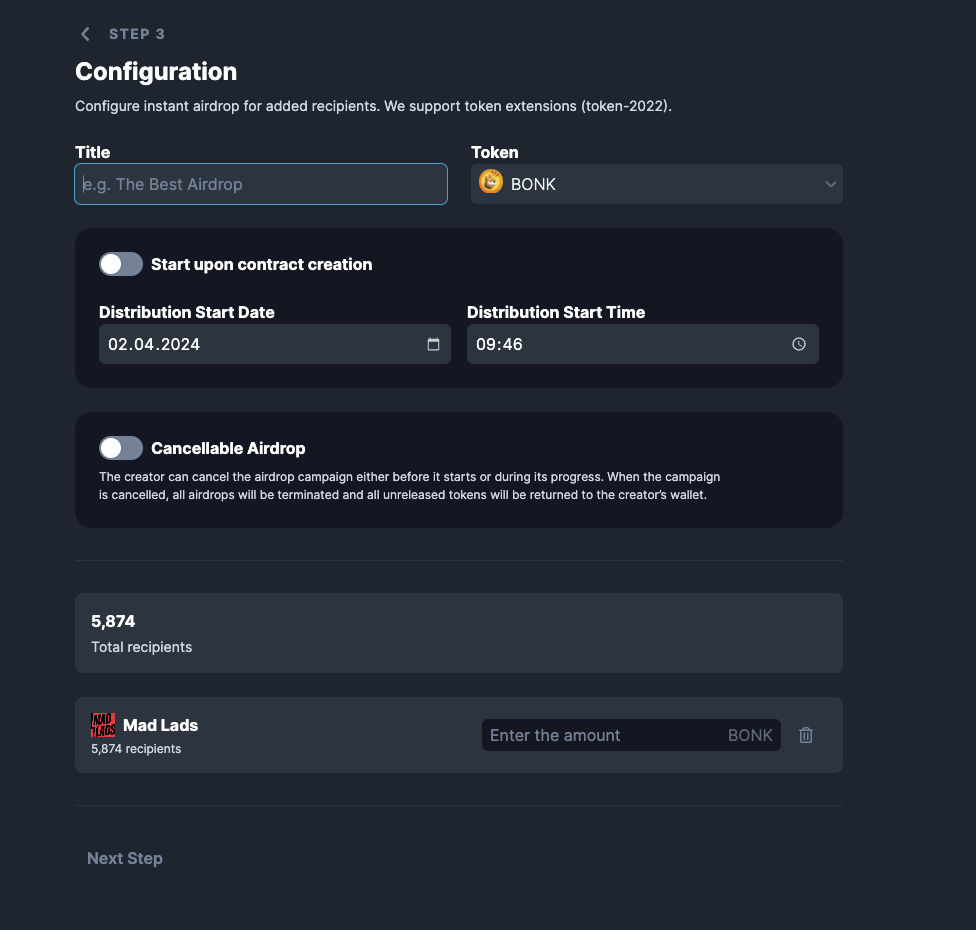 STEP 3
Configuration
Configure instant airdrop for added recipients. We support token extensions (token-2022).
Title
Token
e.g. The Best Airdrop
BONK
Start upon contract creation
Distribution Start Date
Distribution Start Time
02.04.2024
09:46
Cancellable Airdrop
The creator can cancel the airdrop campaign either before it starts or during its progress. When the campaign
is cancelled, all airdrops will be terminated and all unreleased tokens will be returned to the creator's wallet.
5,874
Total recipients
MAD
LADS
Mad Lads
5,874 recipients
Enter the amount
BONK
Next Step